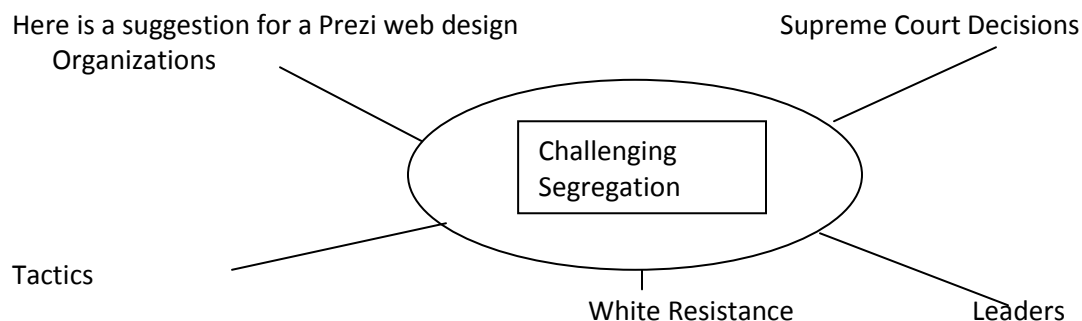 Here is a suggestion for a Prezi web design
Supreme Court Decisions
Organizations
Challenging
Segregation
Tactics
White Resistance
Leaders